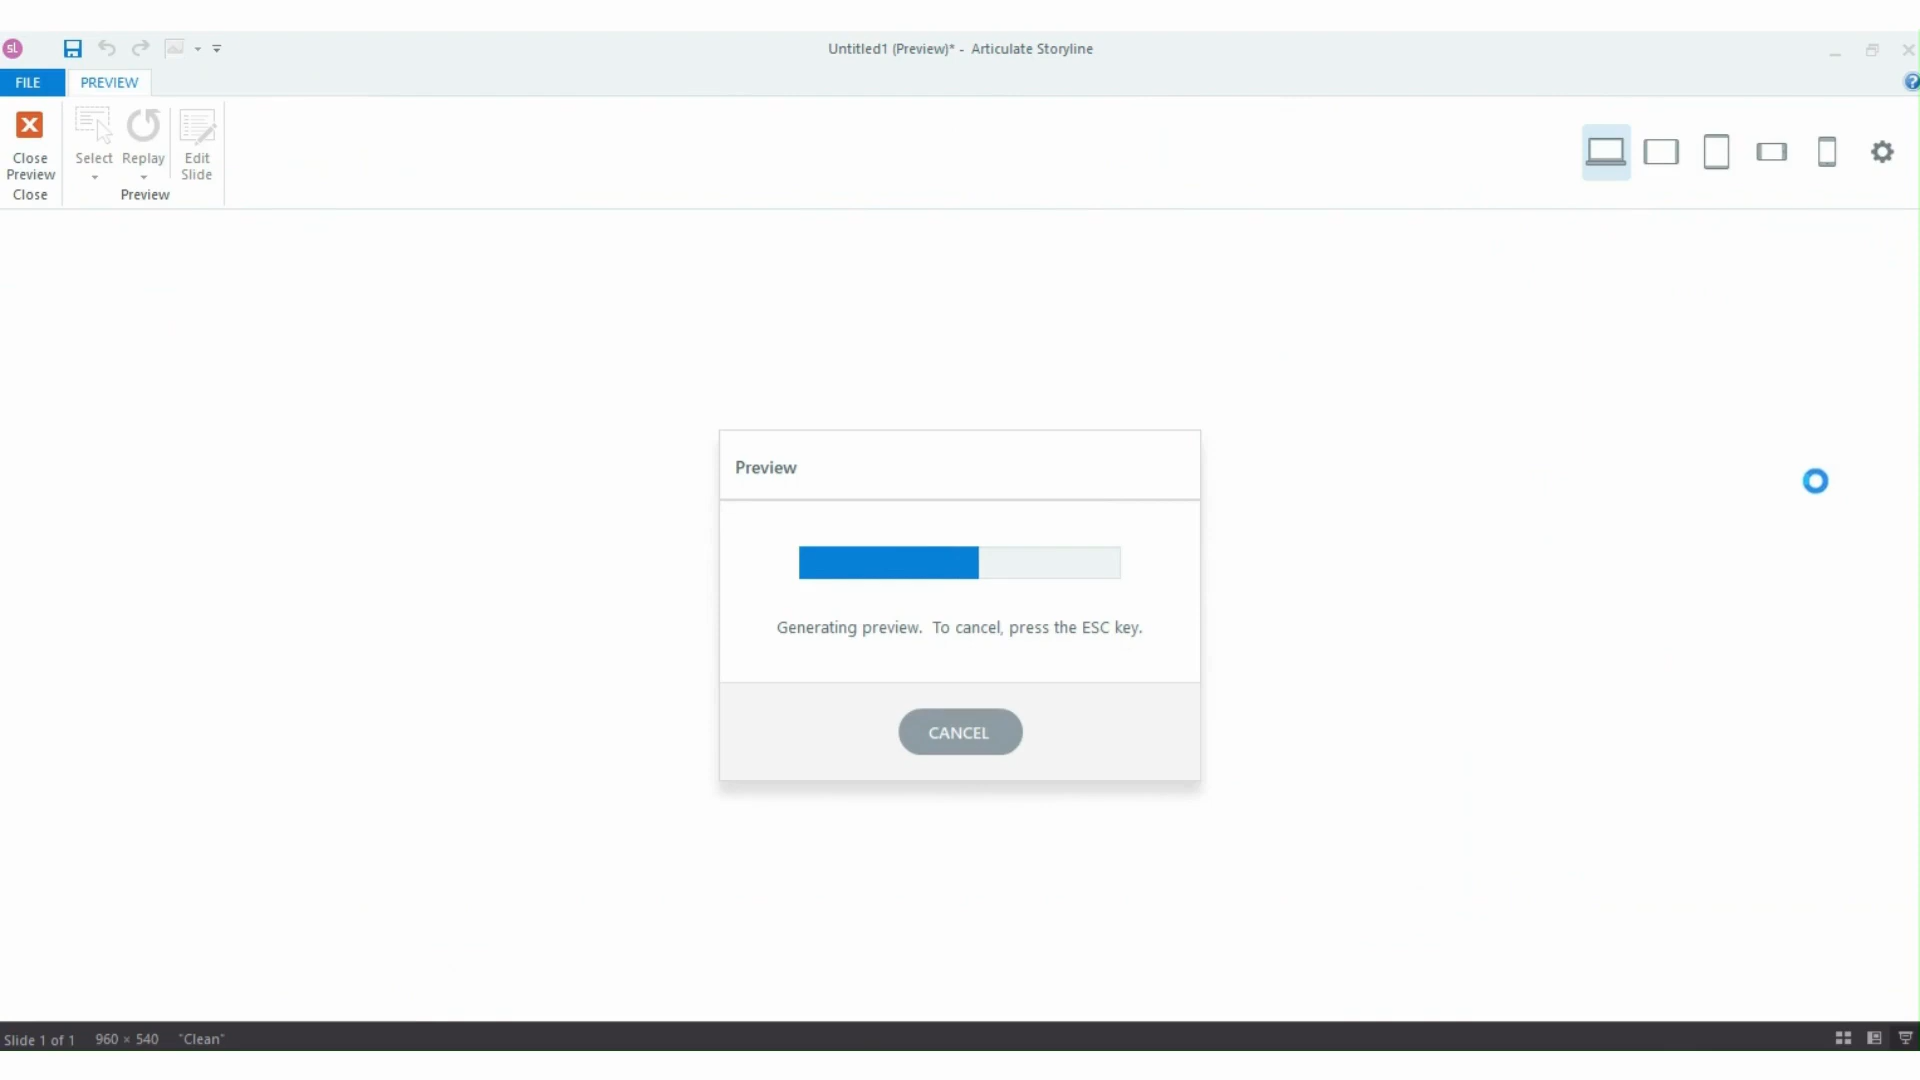 sl
Untitled1 (Preview)* - Articulate Storyline
FILE
PREVIEW
?
Close
Preview
Select
Replay
Edit
Slide
Close
Preview
Preview
Generating preview. To cancel, press the ESC key.
CANCEL
Slide 1 of 1
960 × 540
"Clean"